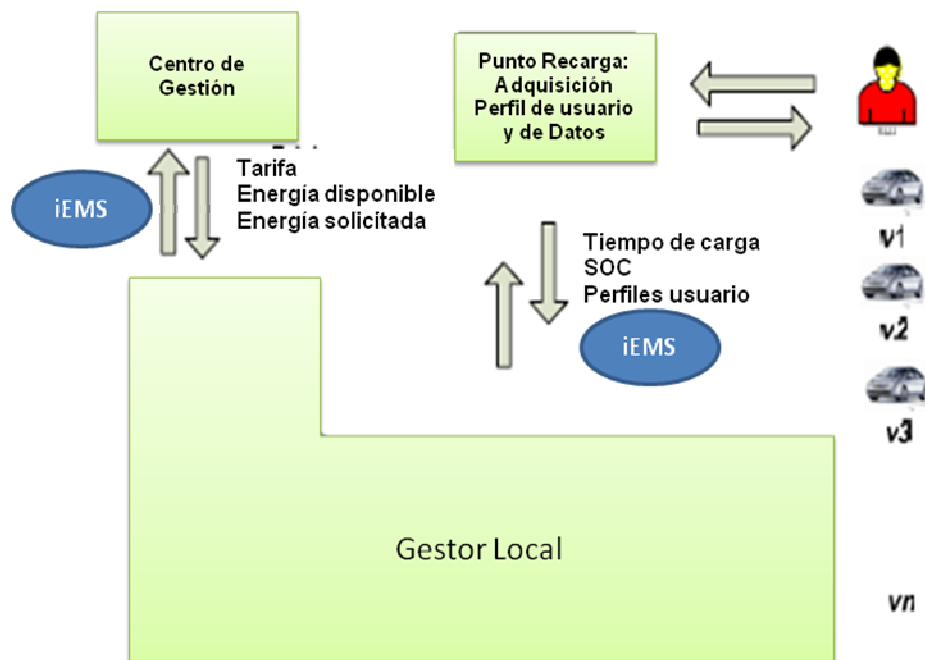 Centro de
Gestión
Punto Recarga:
Adquisición
Perfil de usuario
y de Datos
iEMS
Tarifa
Energía disponible
Energía solicitada
v1
Tiempo de carga
SOC
Perfiles usuario
iEMS
v2
v3
Gestor Local
vn